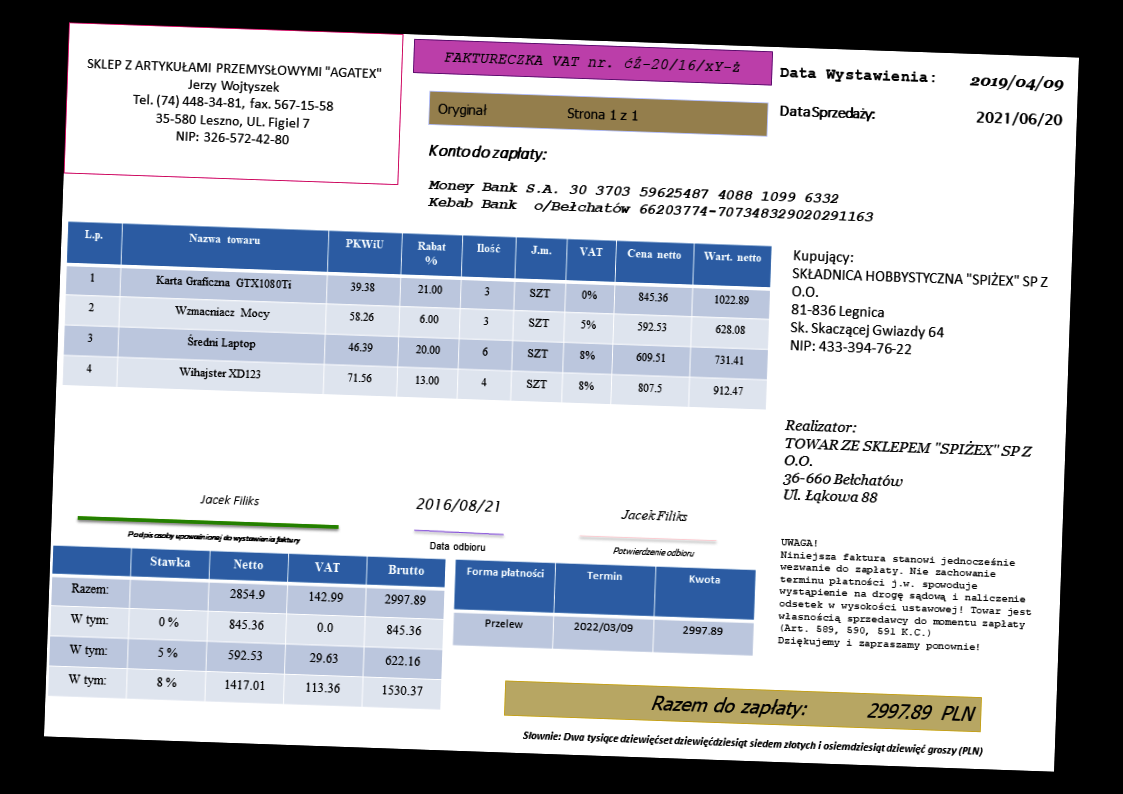 SKLEP Z ARTYKUŁAMI PRZEMYSŁOWYMI "AGATEX"
Jerzy Wojtyszek
Tel. (74) 448-34-81, fax. 567-15-58
35-580 Leszno, UL. Figiel 7
NIP: 326-572-42-80
FAKTURECZKA VAT nr. ćŻ-20/16/xY-Ż
Oryginał Strona 1 z 1
Data Wystawienia: 2019/04/09
Data Sprzedaży: 2021/06/20
Konto do zapłaty:
Money Bank S.A. 30 3703 59625487 4088 1099 6332
Kebab Bank o/Bełchatów 66203774-707348329020291163
L.p. Nazwa towaru PKWiU Rabat % Ilość J.m. VAT Cena netto Wart. netto
1 Karta Graficzna GTX1080Ti 39.38 21.00 3 SZT 0% 845.36 1022.89
2 Wzmacniacz Mocy 58.26 6.00 3 SZT 5% 592.53 628.08
3 Średni Laptop 46.39 20.00 6 SZT 8% 609.51 731.41
4 Wihajster XD123 71.56 13.00 4 SZT 8% 807.5 912.47
Kupujący:
SKŁADNICA HOBBYSTYCZNA "SPIŻEX" SP Z
O.O.
81-836 Legnica
Sk. Skaczącej Gwiazdy 64
NIP: 433-394-76-22
Realizator:
TOWAR ZE SKLEPEM "SPIŻEX" SP Z
O.O.
36-660 Bełchatów
Ul. Łąkowa 88
Jacek Filiks
Podpis osoby upoważnionej do wystawienia faktury
2016/08/21
Data odbioru
Jacek Filiks
Potwierdzenie odbioru
Stawka Netto VAT Brutto
Razem: 2854.9 142.99 2997.89
W tym: 0 % 845.36 0.0 845.36
W tym: 5 % 592.53 29.63 622.16
W tym: 8 % 1417.01 113.36 1530.37
Forma płatności Termin Kwota
Przelew 2022/03/09 2997.89
UWAGA!
Niniejsza faktura stanowi jednocześnie
wezwanie do zapłaty. Nie zachowanie
terminu płatności j.w. spowoduje
wystąpienie na drogę sądową i naliczenie
odsetek w wysokości ustawowej! Towar jest
własnością sprzedawcy do momentu zapłaty
(Art. §89, §90, §91 K.C.)
Dziękujemy i zapraszamy ponownie!
Razem do zapłaty: 2997.89 PLN
Słownie: Dwa tysiące dziewięćset dziewięćdziesiąt siedem złotych i osiemdziesiąt dziewięć groszy (PLN)